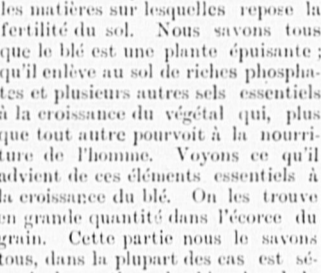 les matières sur lesquelles repose la
fertilité du sol. Nous savons tous
que le blé est une plante épuisante ;
qu'il enlève au sol de riches phospha-
tes et plusieurs autres sels essentiels
à la croissance du végétal qui, plus
que tout autre pourvoit à la nourri-
ture de l'homme. Voyons ce qu'il
advient de ces éléments essentiels à
la croissance du blé. On les trouve
en grande quantité dans l'écorce du
grain. Cette partie nous le savons
tous, dans la plupart des cas est sé-